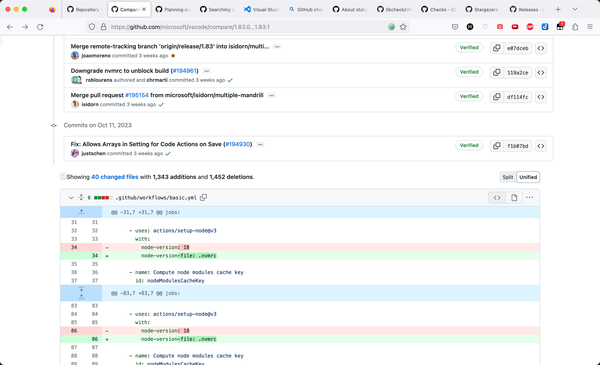 Repository
Compar
Planning an
Searching i
Visual Studi
GitHub chec
About statu
libcheck/ch
Checks - G
Stargazers
Releases ·
https://github.com/microsoft/vscode/compare/1.83.0...1.83.1
Merge remote-tracking branch 'origin/release/1.83' into isidorn/multi... ···
Verified e07dceb
joaomoreno committed 3 weeks ago
Downgrade nvmrc to unblock build (#194961) ···
Verified 119a2ce
roblourens authored and chrmarti committed 3 weeks ago
Merge pull request #195154 from microsoft/isidorn/multiple-mandrill
Verified df114fc
isidorn committed 3 weeks ago
Commits on Oct 11, 2023
Fix: Allows Arrays in Setting for Code Actions on Save (#194930) ···
Verified f1b07bd
justschen committed 3 weeks ago
Showing 40 changed files with 1,343 additions and 1,452 deletions.
Split Unified
6 .github/workflows/basic.yml
@@ -31,7 +31,7 @@ jobs:
31 31
32 32 - uses: actions/setup-node@v3
33 33 with:
34 - node-version: 18
34 + node-version-file: .nvmrc
35 35
36 36 - name: Compute node modules cache key
37 37 id: nodeModulesCacheKey
@@ -83,7 +83,7 @@ jobs:
83 83
84 84 - uses: actions/setup-node@v3
85 85 with:
86 - node-version: 18
86 + node-version-file: .nvmrc
87 87
88 88 - name: Compute node modules cache key
89 89 id: nodeModulesCacheKey